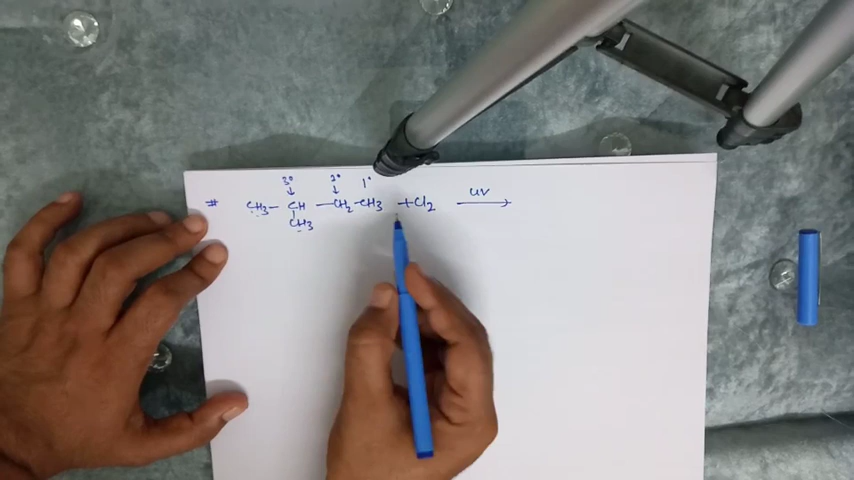 3° 2° 1°
# CH3 - CH - CH2 - CH3 + Cl2 uv →
CH3